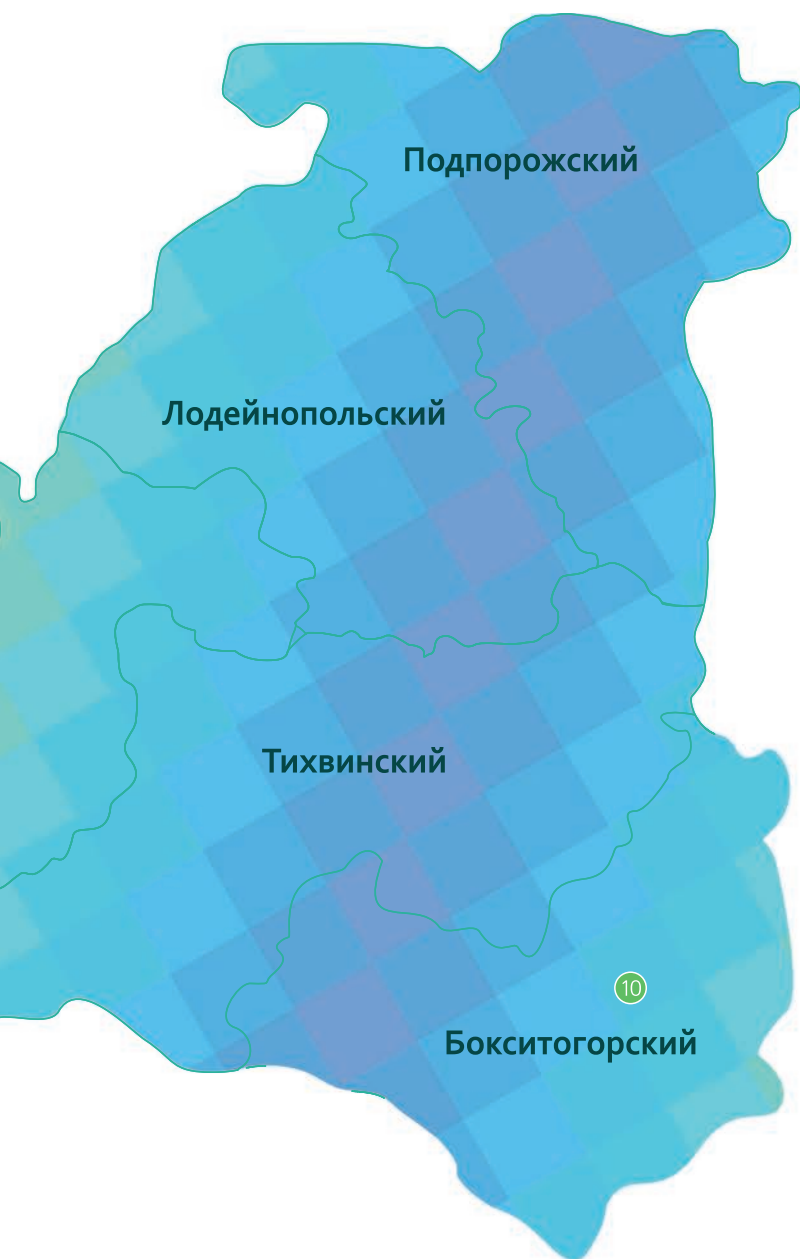 Подпорожский
Лодейнопольский
Тихвинский
10
Бокситогорский